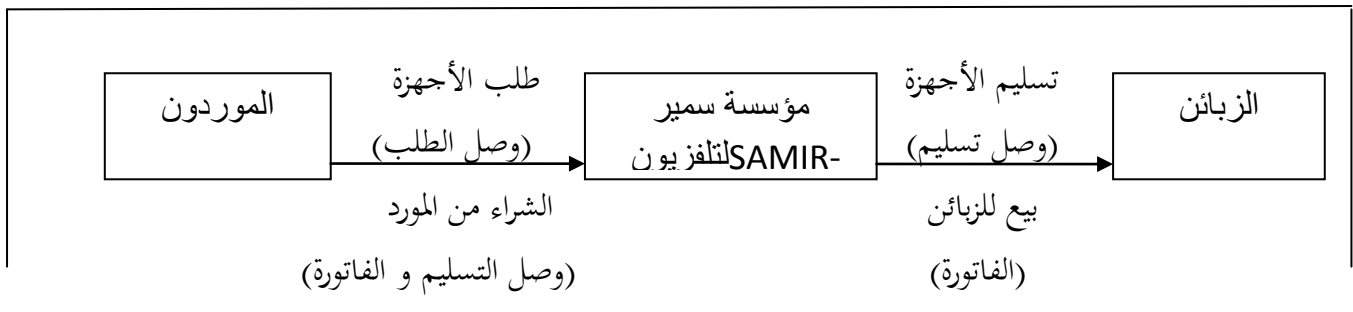 الموردون
طلب الأجهزة
(وصل الطلب)
الشراء من المورد
(وصل التسليم و الفاتورة)
مؤسسة سمير
لتلفزيون SAMIR-
تسليم الأجهزة
(وصل تسليم)
بيع للزبائن
(الفاتورة)
الزبائن